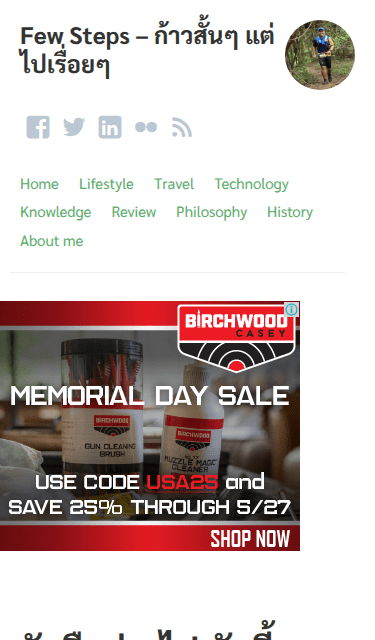 Few Steps – ก้าวสั้นๆ แต่
ไปเรื่อยๆ
Home Lifestyle Travel Technology
Knowledge Review Philosophy History
About me
BIRCHWOOD
CASEY
MEMORIAL DAY SALE
BIRCHWOOD
GUN CLEANING
BRUSH
BIRCHWOOD
MUZZLE MAGIC
CLEANER
USE CODE USA25 and
SAVE 25% THROUGH 5/27
SHOP NOW